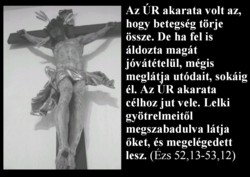 Az ÚR akarata volt az,
hogy betegség törje
össze. De ha fel is
áldozta magát
jóvátételül, mégis
meglátja utódait, sokáig
él. Az ÚR akarata
célhoz jut vele. Lelki
gyötrelmeitől
megszabadulva látja
őket, és megelégedett
lesz. (Ézs 52,13-53,12)